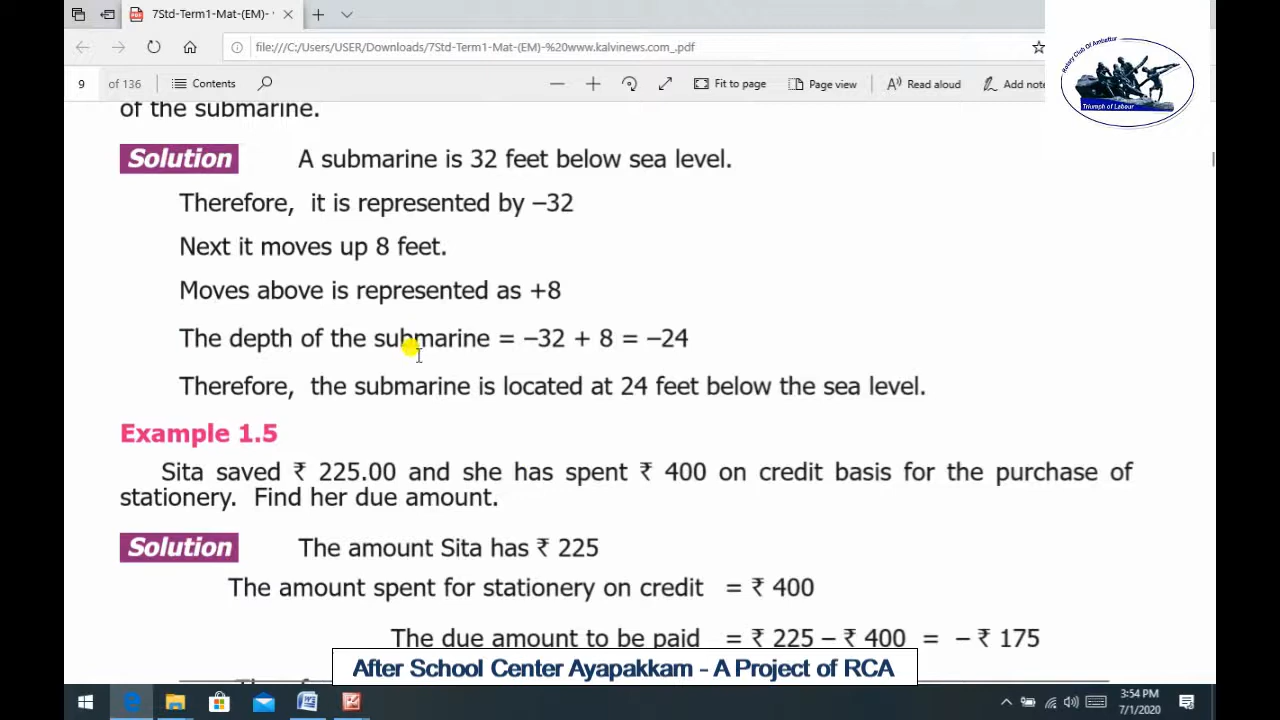 7Std-Term1-Mat-(EM)-
file:///C:/Users/USER/Downloads/7Std-Term1-Mat-(EM)-%20www.kalvinews.com_.pdf
9 of 136 Contents Fit to page Page view Read aloud Add note
Rotary Club Of Ambattur
Triumph of Labour
of the submarine.
Solution A submarine is 32 feet below sea level.
Therefore, it is represented by –32
Next it moves up 8 feet.
Moves above is represented as +8
The depth of the submarine = –32 + 8 = –24
Therefore, the submarine is located at 24 feet below the sea level.
Example 1.5
Sita saved ₹ 225.00 and she has spent ₹ 400 on credit basis for the purchase of
stationery. Find her due amount.
Solution The amount Sita has ₹ 225
The amount spent for stationery on credit = ₹ 400
The due amount to be paid = ₹ 225 – ₹ 400 = – ₹ 175
After School Center Ayapakkam - A Project of RCA
3:54 PM
7/1/2020